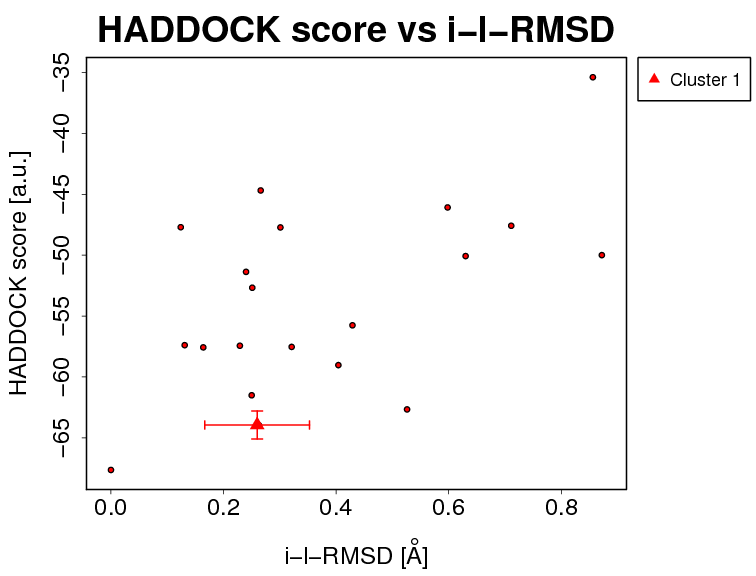 HADDOCK score vs i−l−RMSD
Cluster 1
HADDOCK score [a.u.]
−35
−40
−45
−50
−55
−60
−65
0.0 0.2 0.4 0.6 0.8
i−l−RMSD [Å]